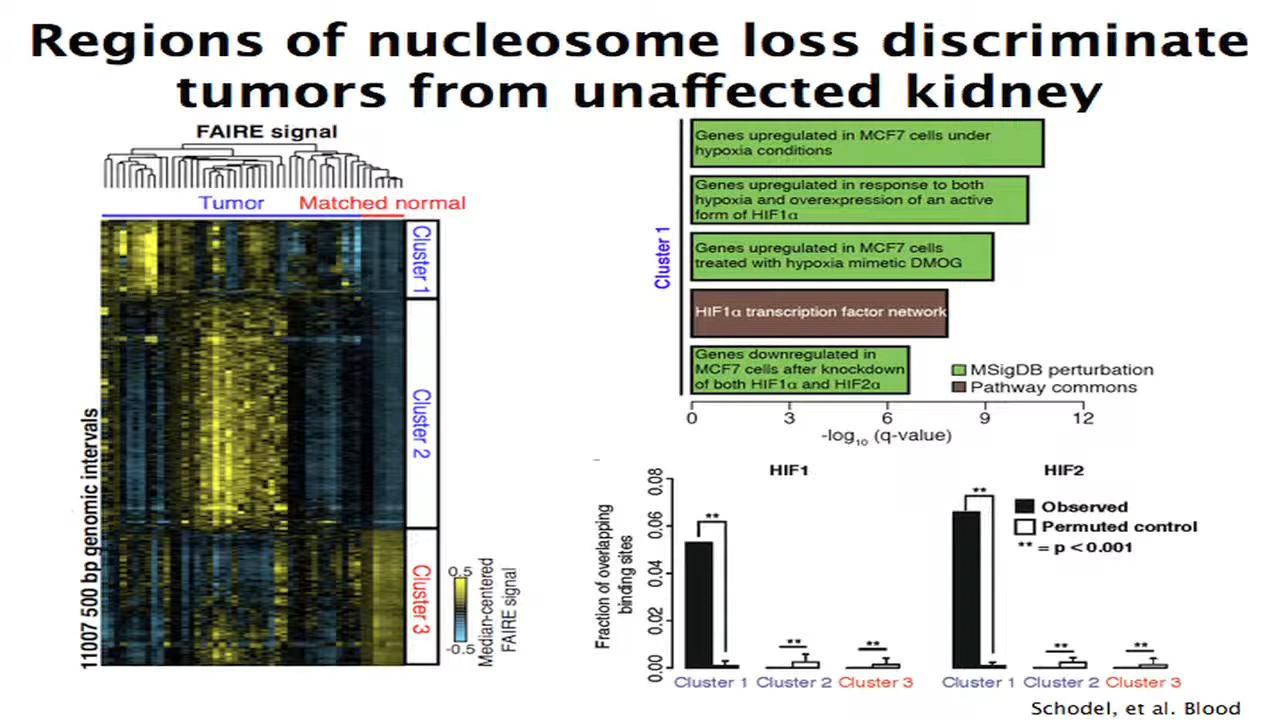 Regions of nucleosome loss discriminate
tumors from unaffected kidney
FAIRE signal
Tumor
Matched normal
Cluster 1
Cluster 2
Cluster 3
11007 500 bp genomic intervals
0.5
-0.5
Median-centered
FAIRE signal
Cluster 1
Genes upregulated in MCF7 cells under
hypoxia conditions
Genes upregulated in response to both
hypoxia and overexpression of an active
form of HIF1α
Genes upregulated in MCF7 cells
treated with hypoxia mimetic DMOG
HIF1α transcription factor network
Genes downregulated in
MCF7 cells after knockdown
of both HIF1α and HIF2α
MSigDB perturbation
Pathway commons
0 3 6 9 12
-log10 (q-value)
HIF1
HIF2
Fraction of overlapping
binding sites
0.08
0.06
0.04
0.02
0.00
**
**
**
**
**
**
Observed
Permuted control
** = p < 0.001
Cluster 1 Cluster 2 Cluster 3
Cluster 1 Cluster 2 Cluster 3
Schodel, et al. Blood